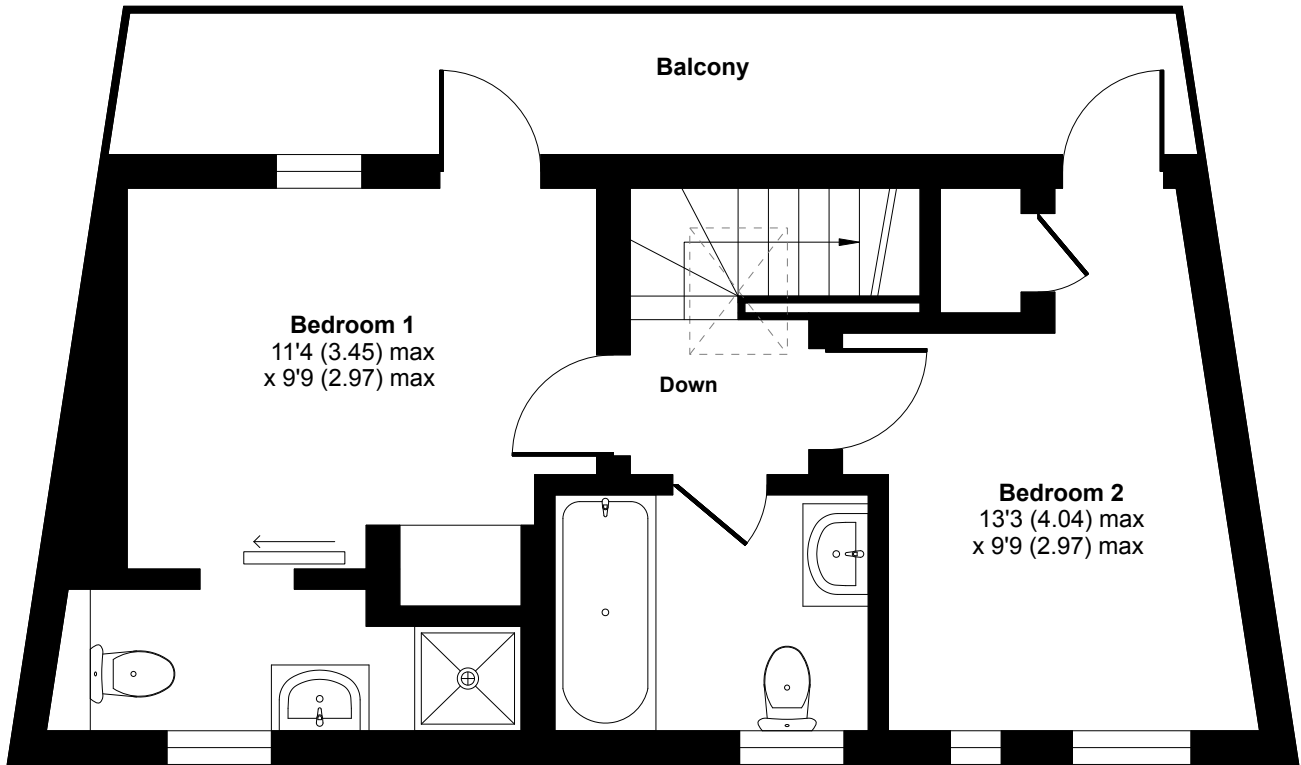 Balcony
Bedroom 1
11'4 (3.45) max
x 9'9 (2.97) max
Down
Bedroom 2
13'3 (4.04) max
x 9'9 (2.97) max